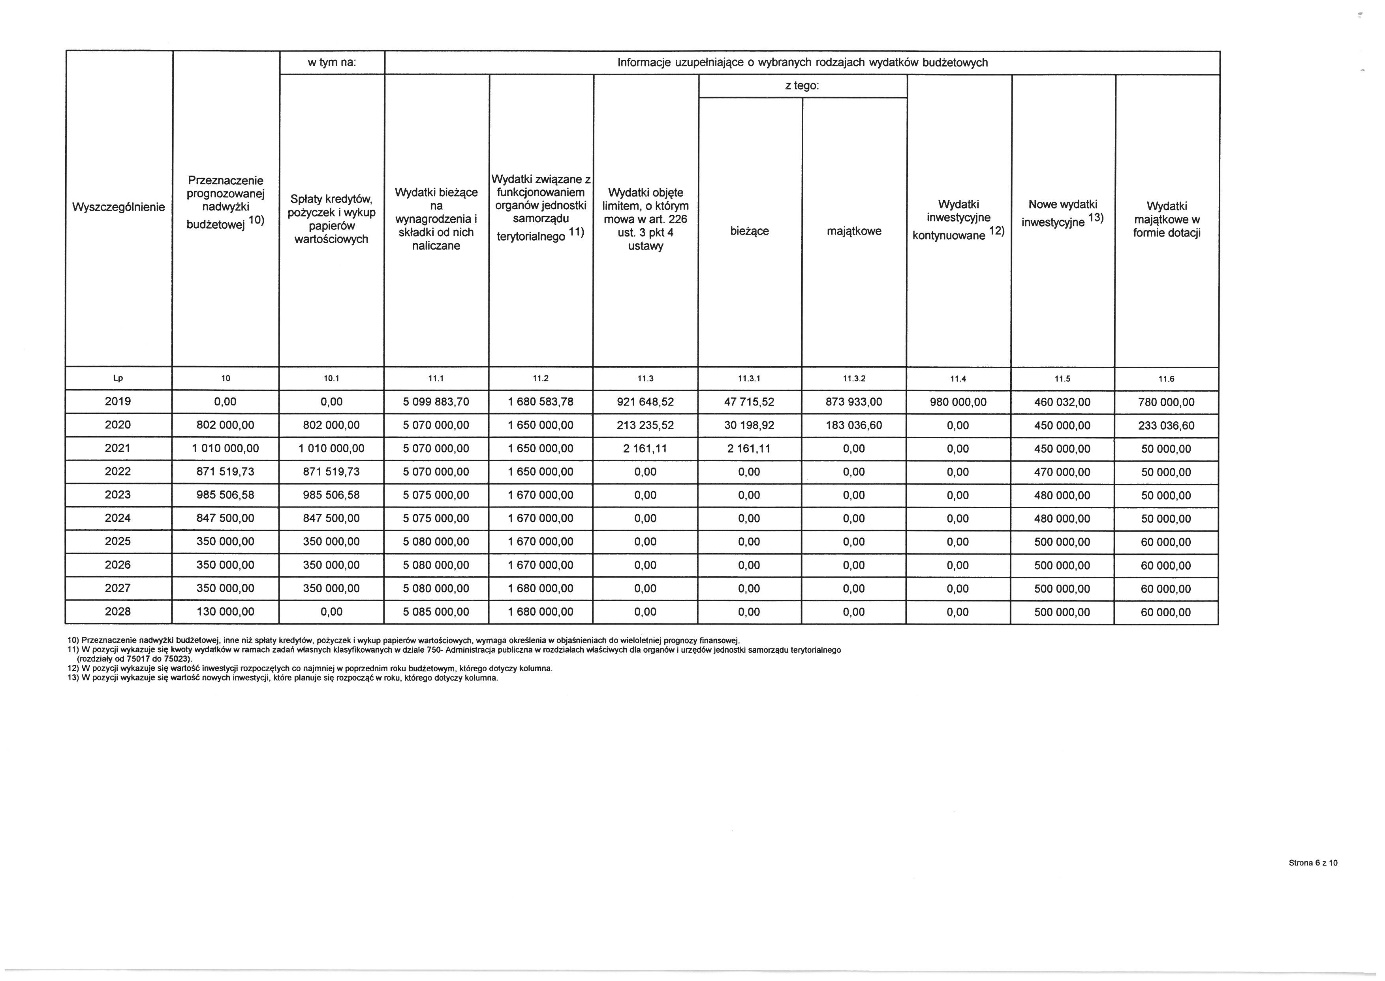 w tym na:
Informacje uzupełniające o wybranych rodzajach wydatków budżetowych
z tego:
Wyszczególnienie
Przeznaczenie
prognozowanej
nadwyżki
budżetowej 10)
Spłaty kredytów,
pożyczek i wykup
papierów
wartościowych
Wydatki bieżące
na
wynagrodzenia i
składki od nich
naliczane
Wydatki związane z
funkcjonowaniem
organów jednostki
samorządu
terytorialnego 11)
Wydatki objęte
limitem, o którym
mowa w art. 226
ust. 3 pkt 4
ustawy
bieżące
majątkowe
Wydatki
inwestycyjne
kontynuowane 12)
Nowe wydatki
inwestycyjne 13)
Wydatki
majątkowe w
formie dotacji
Lp 10 10.1 11.1 11.2 11.3 11.3.1 11.3.2 11.4 11.5 11.6
2019 0,00 0,00 5 099 883,70 1 680 583,78 921 648,52 47 715,52 873 933,00 980 000,00 460 032,00 780 000,00
2020 802 000,00 802 000,00 5 070 000,00 1 650 000,00 213 235,52 30 198,92 183 036,60 0,00 450 000,00 233 036,60
2021 1 010 000,00 1 010 000,00 5 070 000,00 1 650 000,00 2 161,11 2 161,11 0,00 0,00 450 000,00 50 000,00
2022 871 519,73 871 519,73 5 070 000,00 1 650 000,00 0,00 0,00 0,00 0,00 470 000,00 50 000,00
2023 985 506,58 985 506,58 5 075 000,00 1 670 000,00 0,00 0,00 0,00 0,00 480 000,00 50 000,00
2024 847 500,00 847 500,00 5 075 000,00 1 670 000,00 0,00 0,00 0,00 0,00 480 000,00 50 000,00
2025 350 000,00 350 000,00 5 080 000,00 1 670 000,00 0,00 0,00 0,00 0,00 500 000,00 60 000,00
2026 350 000,00 350 000,00 5 080 000,00 1 670 000,00 0,00 0,00 0,00 0,00 500 000,00 60 000,00
2027 350 000,00 350 000,00 5 080 000,00 1 680 000,00 0,00 0,00 0,00 0,00 500 000,00 60 000,00
2028 130 000,00 0,00 5 085 000,00 1 680 000,00 0,00 0,00 0,00 0,00 500 000,00 60 000,00
10) Przeznaczenie nadwyżki budżetowej, inne niż spłaty kredytów, pożyczek i wykup papierów wartościowych, wymaga określenia w objaśnieniach do wieloletniej prognozy finansowej.
11) W pozycji wykazuje się kwoty wydatków w ramach zadań własnych klasyfikowanych w dziale 750- Administracja publiczna w rozdziałach właściwych dla organów i urzędów jednostki samorządu terytorialnego
(rozdziały od 75017 do 75023).
12) W pozycji wykazuje się wartość inwestycji rozpoczętych co najmniej w poprzednim roku budżetowym, którego dotyczy kolumna.
13) W pozycji wykazuje się wartość nowych inwestycji, które planuje się rozpocząć w roku, którego dotyczy kolumna.
Strona 6 z 10